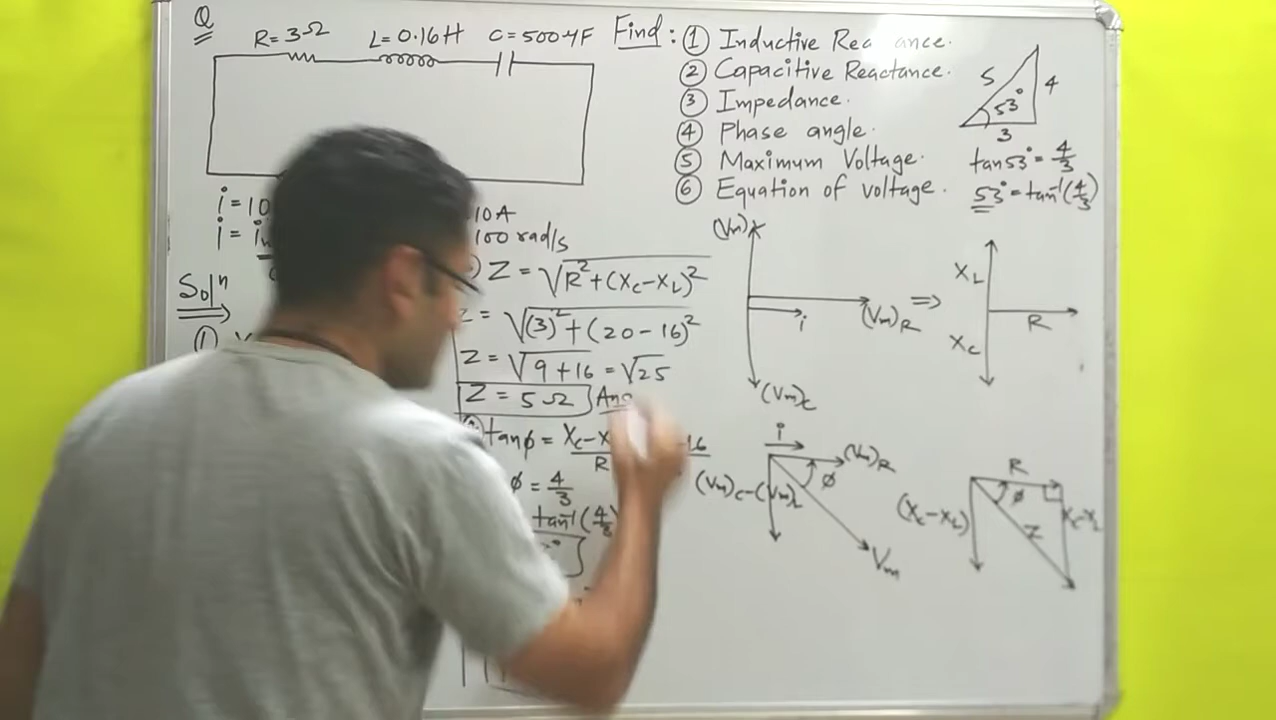 Q
R=3Ω L=0.16H C=500μF
Find: ① Inductive Rea ance.
② Capacitive Reactance.
③ Impedance.
④ Phase angle.
⑤ Maximum Voltage.
⑥ Equation of voltage.
5
4
53°
3
tan53°=4/3
53°=tan⁻¹(4/3)
i=10
i=
10A
100 rad/s
Solⁿ
①
Z=√R²+(Xc-XL)²
Z=√(3)²+(20-16)²
Z=√9+16=√25
Z=5Ω Ans
tanφ=Xc-X 16
R
φ=4/3
tan⁻¹(4/3)
(Vm)L
i
(Vm)R
(Vm)c
=>
XL
R
Xc
i
(Vm)R
φ
(Vm)c-(Vm)L
Vm
R
φ
(Xc-XL)
Z
Xc-XL